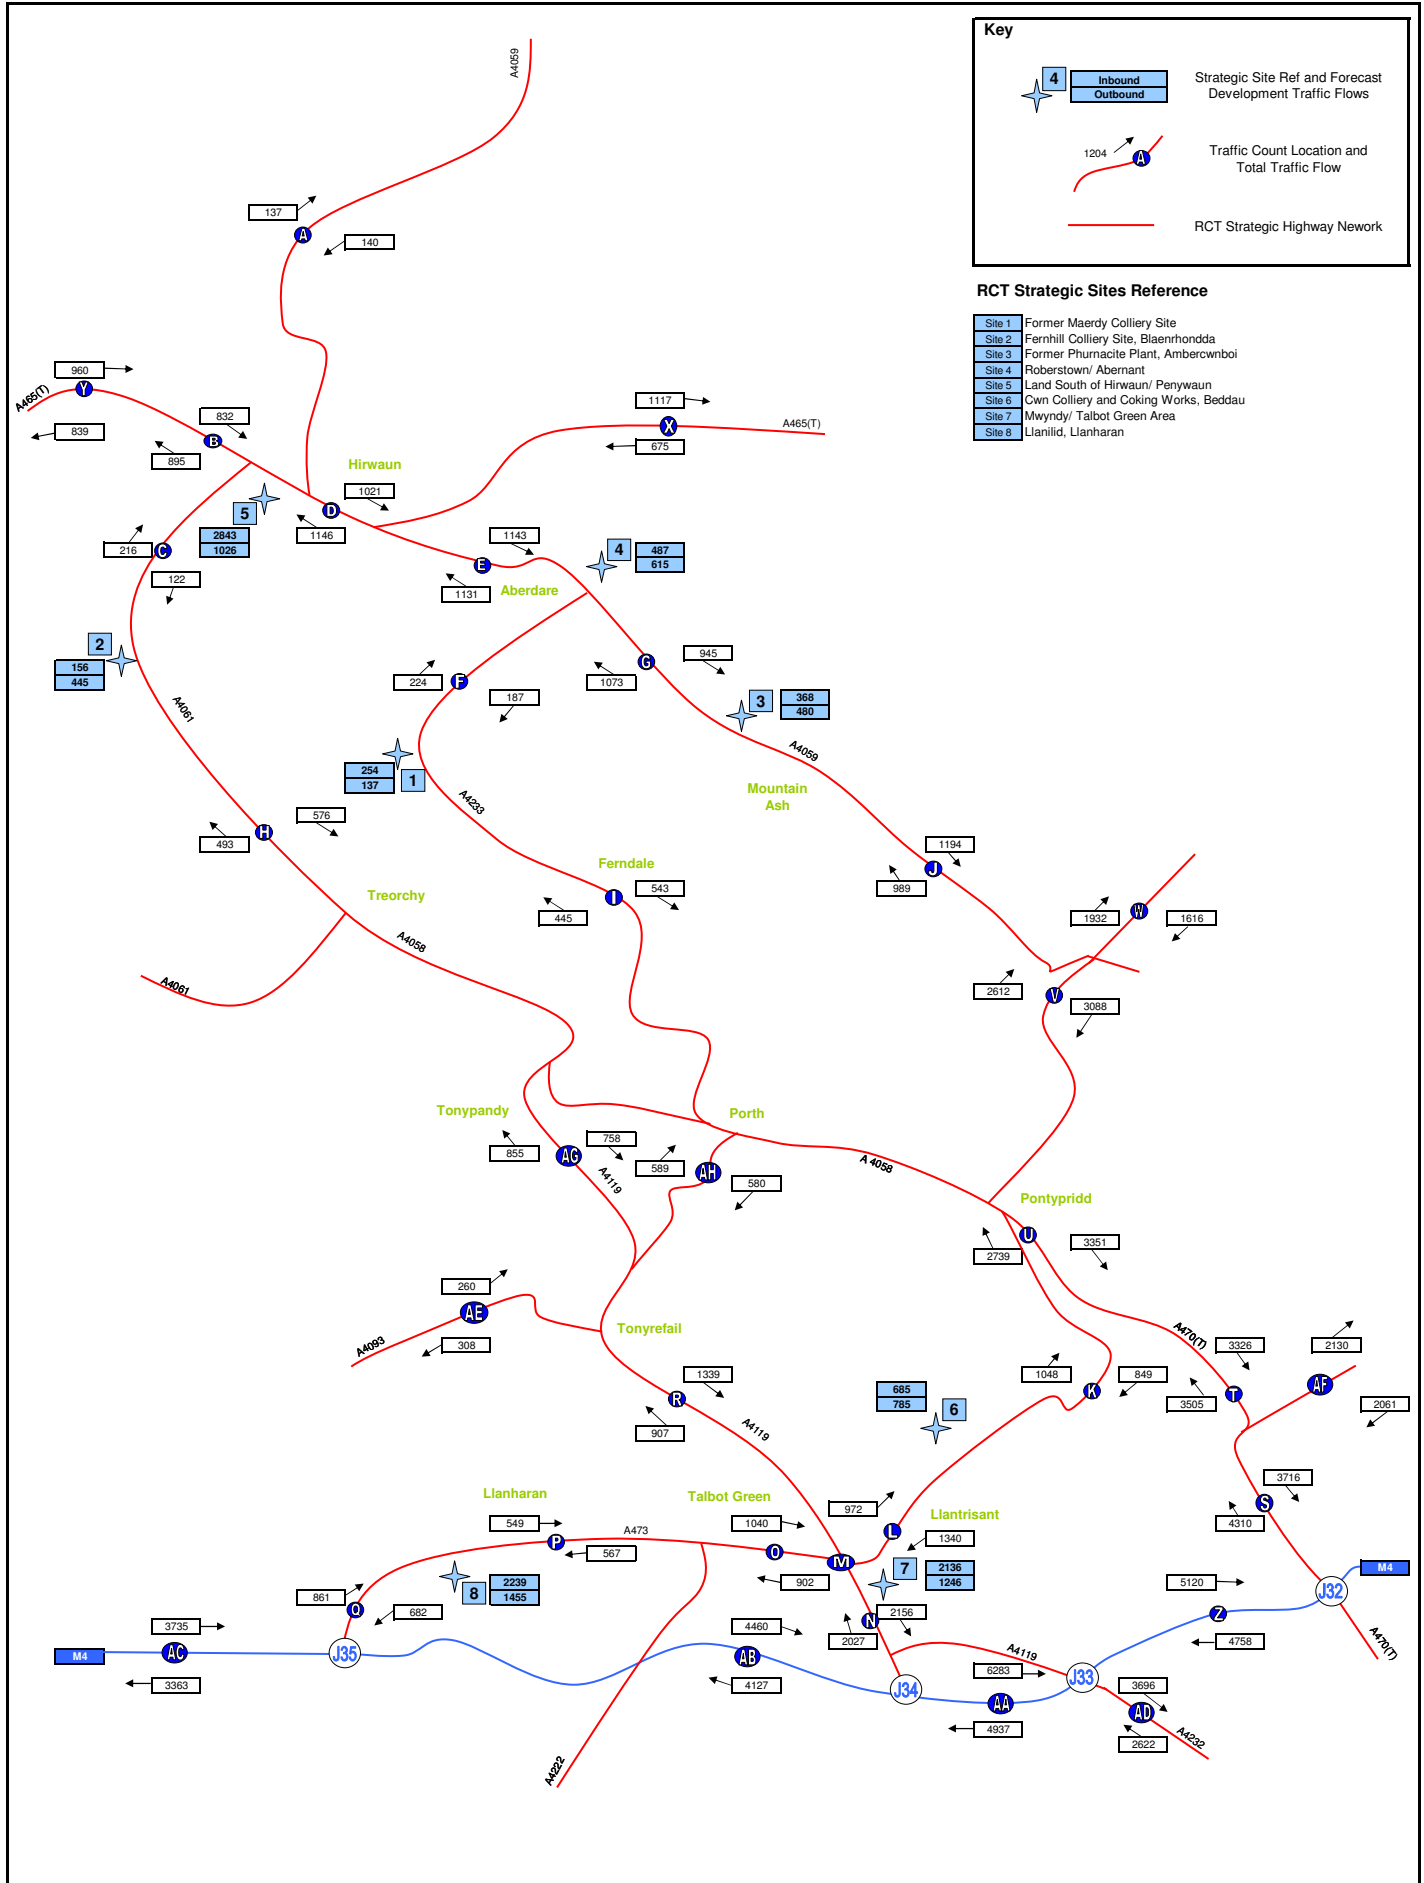 Key
4
Inbound
Outbound
Strategic Site Ref and Forecast
Development Traffic Flows
1204
A
Traffic Count Location and
Total Traffic Flow
RCT Strategic Highway Nework
RCT Strategic Sites Reference
Site 1 Former Maerdy Colliery Site
Site 2 Fernhill Colliery Site, Blaenrhondda
Site 3 Former Phurnacite Plant, Ambercwnboi
Site 4 Roberstown/ Abernant
Site 5 Land South of Hirwaun/ Penywaun
Site 6 Cwn Colliery and Coking Works, Beddau
Site 7 Mwyndy/ Talbot Green Area
Site 8 Llanilid, Llanharan
A4059
137
A
140
960
Y
A465(T)
839
832
B
895
1117
X
A465(T)
675
Hirwaun
1021
D
1146
5
2843
1026
216
C
122
1143
E
1131
4
487
615
Aberdare
2
156
445
A4061
224
F
187
945
G
1073
3
368
480
A4059
254
137
1
A4233
Mountain
Ash
576
H
493
Ferndale
543
I
445
1194
J
989
Treorchy
A4058
A4061
1932
W
1616
2612
V
3088
Tonypandy
Porth
855
AG
758
A4119
589
AH
580
A 4058
Pontypridd
U
2739
3351
260
AE
308
A4093
Tonyrefail
1339
R
907
A4119
685
785
6
1048
K
849
A470(T)
3326
T
3505
2130
AF
2061
3716
S
4310
Llanharan
549
P
567
A473
Talbot Green
1040
O
902
M
972
L
Llantrisant
1340
7
2136
1246
8
2239
1455
861
Q
682
N
2156
2027
3735
AC
3363
M4
J35
4460
AB
4127
J34
A4119
6283
AA
4937
J33
3696
AD
2622
A4232
5120
Z
4758
J32
M4
A470(T)
A4222